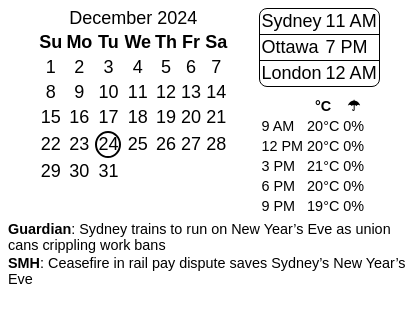 December 2024
Su Mo Tu We Th Fr Sa
1 2 3 4 5 6 7
8 9 10 11 12 13 14
15 16 17 18 19 20 21
22 23 24 25 26 27 28
29 30 31
Sydney 11 AM
Ottawa 7 PM
London 12 AM
°C ☂
9 AM 20°C 0%
12 PM 20°C 0%
3 PM 21°C 0%
6 PM 20°C 0%
9 PM 19°C 0%
Guardian: Sydney trains to run on New Year’s Eve as union
cans crippling work bans
SMH: Ceasefire in rail pay dispute saves Sydney’s New Year’s
Eve